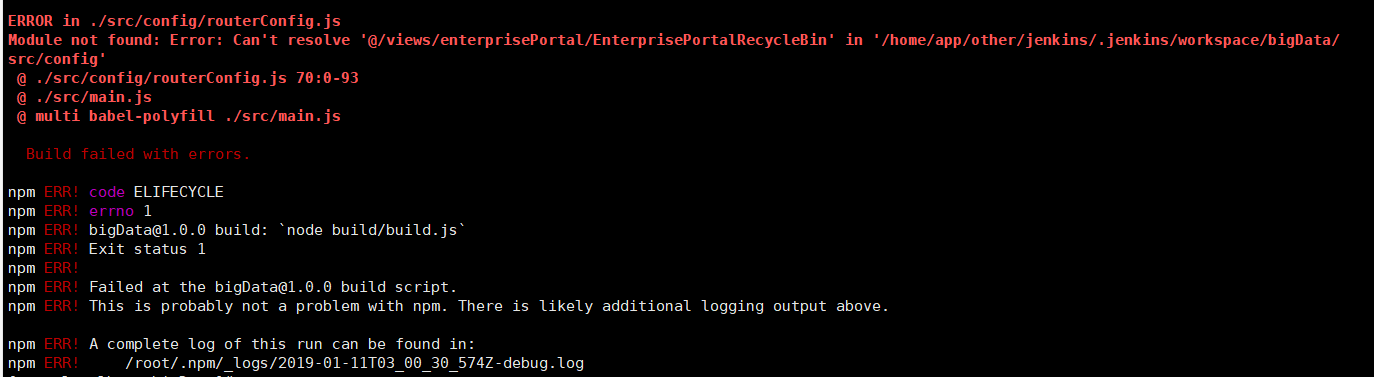 ERROR in ./src/config/routerConfig.js
Module not found: Error: Can't resolve '@/views/enterprisePortal/EnterprisePortalRecycleBin' in '/home/app/other/jenkins/.jenkins/workspace/bigData/
src/config'
@ ./src/config/routerConfig.js 70:0-93
@ ./src/main.js
@ multi babel-polyfill ./src/main.js
Build failed with errors.
npm ERR! code ELIFECYCLE
npm ERR! errno 1
npm ERR! bigData@1.0.0 build: `node build/build.js`
npm ERR! Exit status 1
npm ERR!
npm ERR! Failed at the bigData@1.0.0 build script.
npm ERR! This is probably not a problem with npm. There is likely additional logging output above.
npm ERR! A complete log of this run can be found in:
npm ERR!     /root/.npm/_logs/2019-01-11T03_00_30_574Z-debug.log